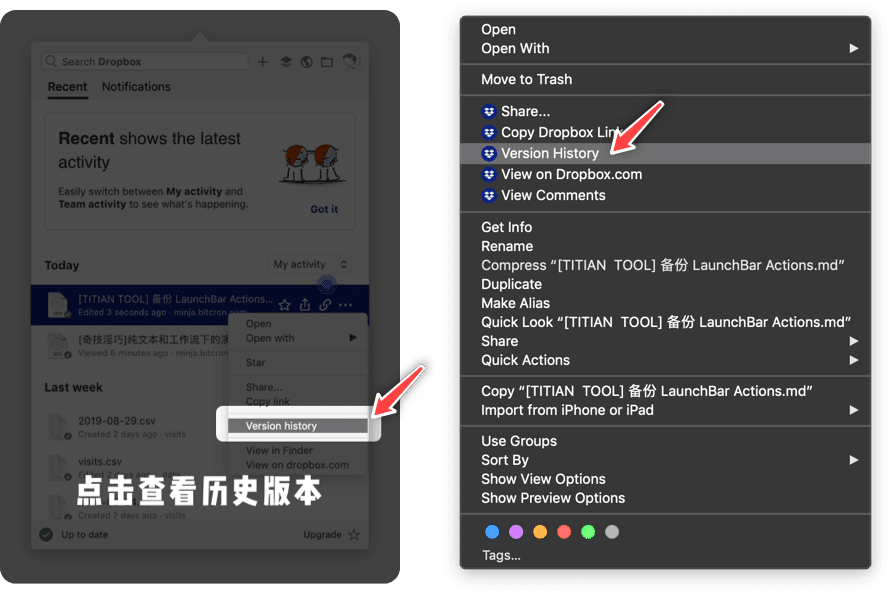 Search Dropbox
Recent
Notifications
Recent shows the latest
activity
Easily switch between My activity and
Team activity to see what's happening.
Got it
Today
My activity
[TITIAN TOOL] 备份 LaunchBar Actions...
Edited 3 seconds ago · minja.bitcron
Open
Open with
[奇技淫巧]纯文本和工作流下的
Viewed 6 minutes ago · minja.bitcron
Star
Last week
Share...
Copy link
2019-08-29.csv
Created 2 days ago · visits
Version history
View in Finder
View on dropbox.com
visits.csv
Edited 2 days ago · data
点击查看历史版本
Created 7 days ago · visits
Up to date
Upgrade
Open
Open With
Move to Trash
Share...
Copy Dropbox Link
Version History
View on Dropbox.com
View Comments
Get Info
Rename
Compress “[TITIAN TOOL] 备份 LaunchBar Actions.md”
Duplicate
Make Alias
Quick Look “[TITIAN TOOL] 备份 LaunchBar Actions.md”
Share
Quick Actions
Copy “[TITIAN TOOL] 备份 LaunchBar Actions.md”
Import from iPhone or iPad
Use Groups
Sort By
Show View Options
Show Preview Options
Tags...